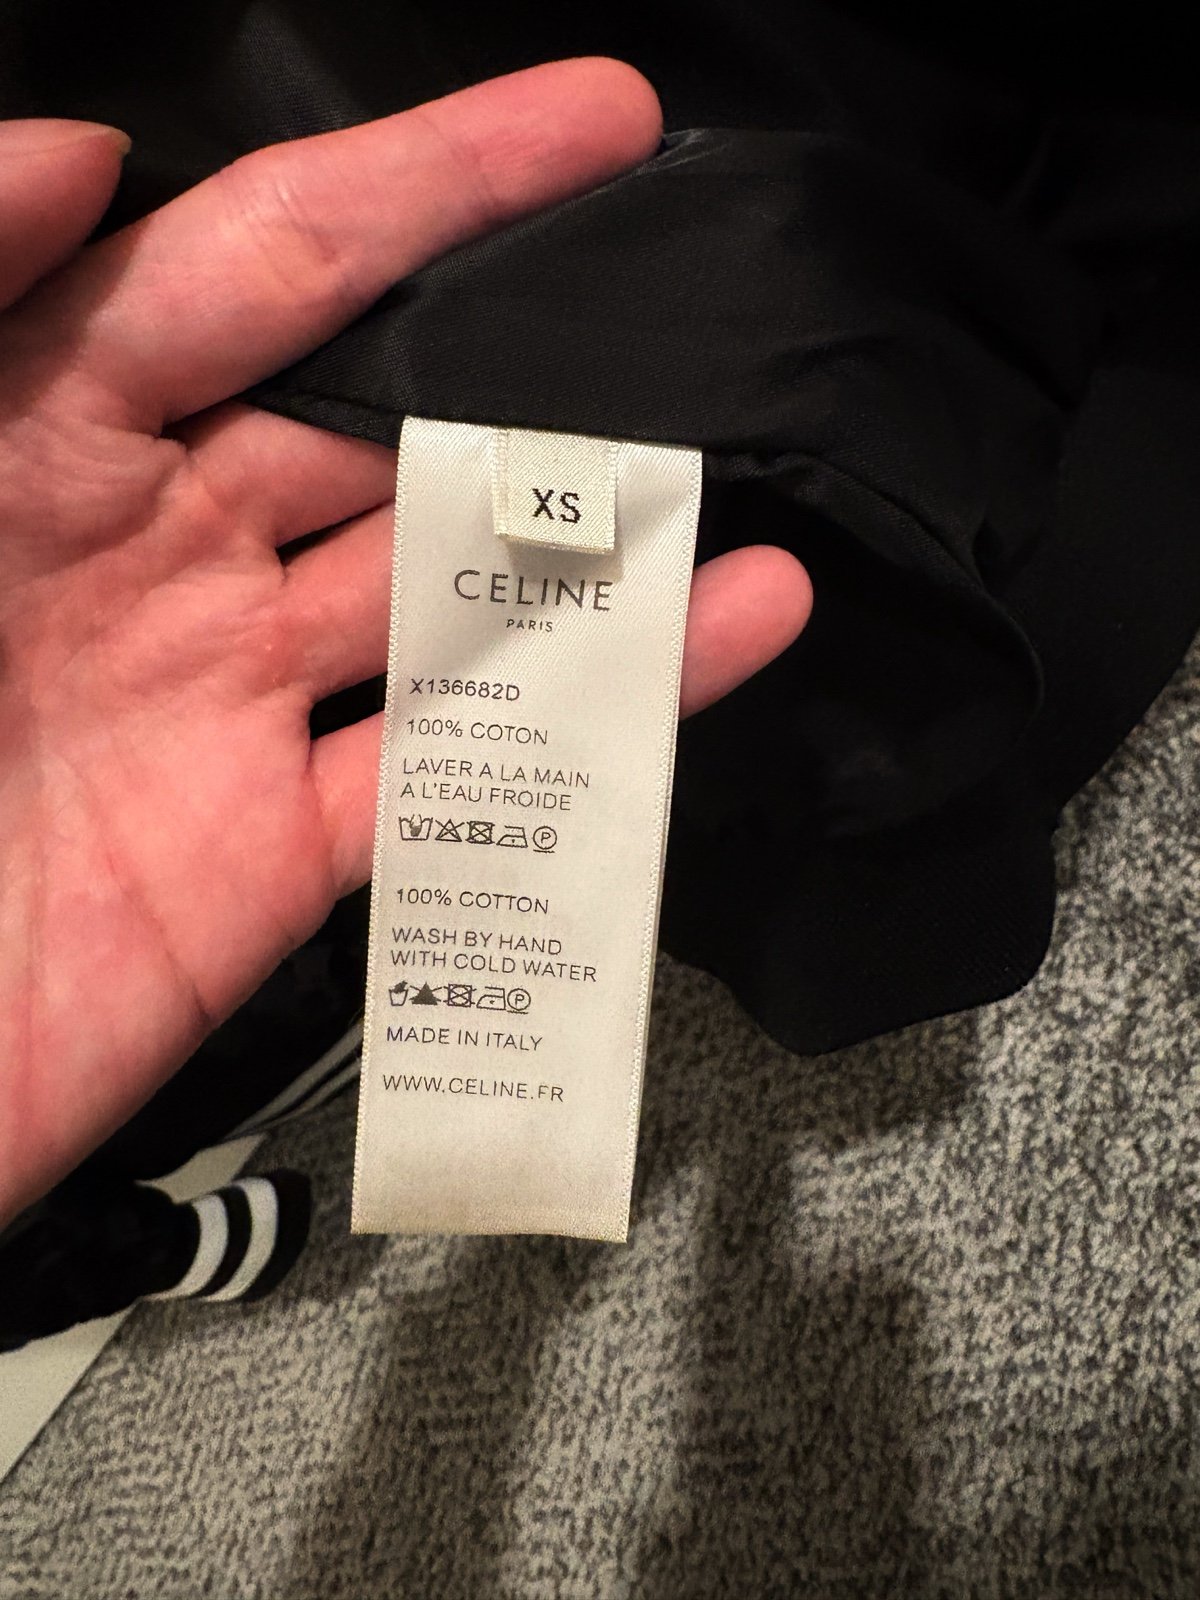 XS
CELINE
PARIS
X136682D
100% COTON
LAVER A LA MAIN
A L'EAU FROIDE
P
100% COTTON
WASH BY HAND
WITH COLD WATER
P
MADE IN ITALY
WWW.CELINE.FR